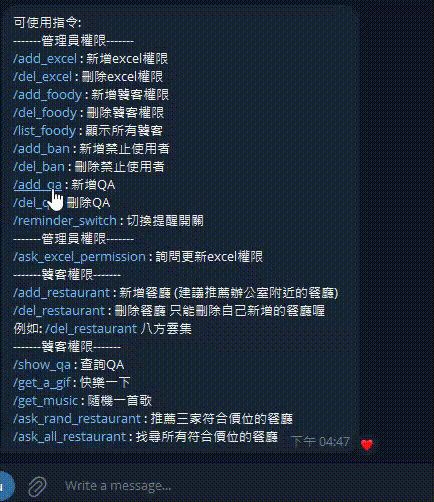 可使用指令:
-------管理員權限-------
/add_excel : 新增excel權限
/del_excel : 刪除excel權限
/add_foody : 新增饕客權限
/del_foody : 刪除饕客權限
/list_foody : 顯示所有饕客
/add_ban : 新增禁止使用者
/del_ban : 刪除禁止使用者
/add_qa : 新增QA
/del_q : 刪除QA
/reminder_switch : 切換提醒開關
-------管理員權限-------
/ask_excel_permission : 詢問更新excel權限
-------饕客權限-------
/add_restaurant : 新增餐廳 (建議推薦辦公室附近的餐廳)
/del_restaurant : 刪除餐廳 只能刪除自己新增的餐廳喔
例如: /del_restaurant 八方雲集
-------饕客權限-------
/show_qa : 查詢QA
/get_a_gif : 快樂一下
/get_music : 隨機一首歌
/ask_rand_restaurant : 推薦三家符合價位的餐廳
/ask_all_restaurant : 找尋所有符合價位的餐廳 下午 04:47
Write a message...